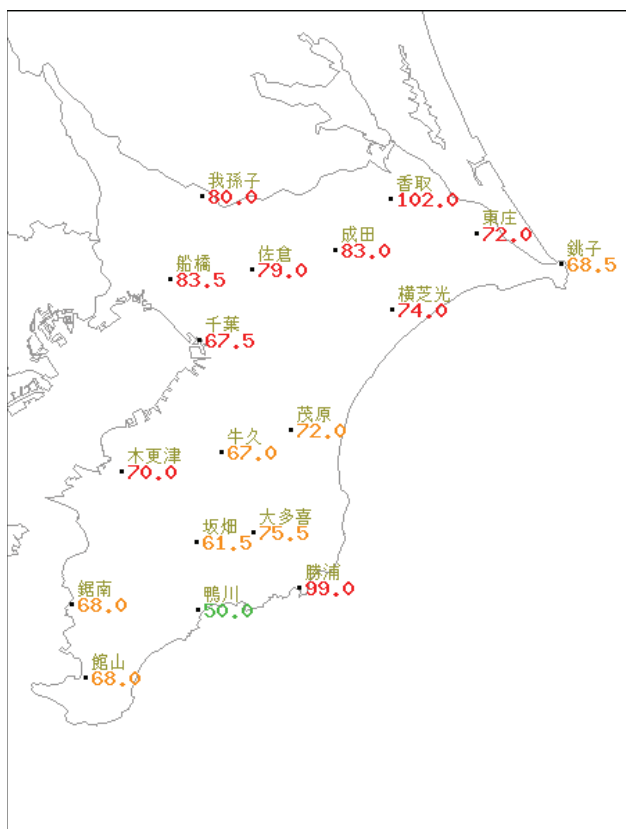 我孫子
80.0
香取
102.0
東庄
72.0
成田
83.0
銚子
68.5
佐倉
79.0
船橋
83.5
横芝光
74.0
千葉
67.5
茂原
72.0
牛久
67.0
木更津
70.0
大多喜
75.5
坂畑
61.5
勝浦
99.0
鋸南
68.0
鴨川
50.0
館山
68.0